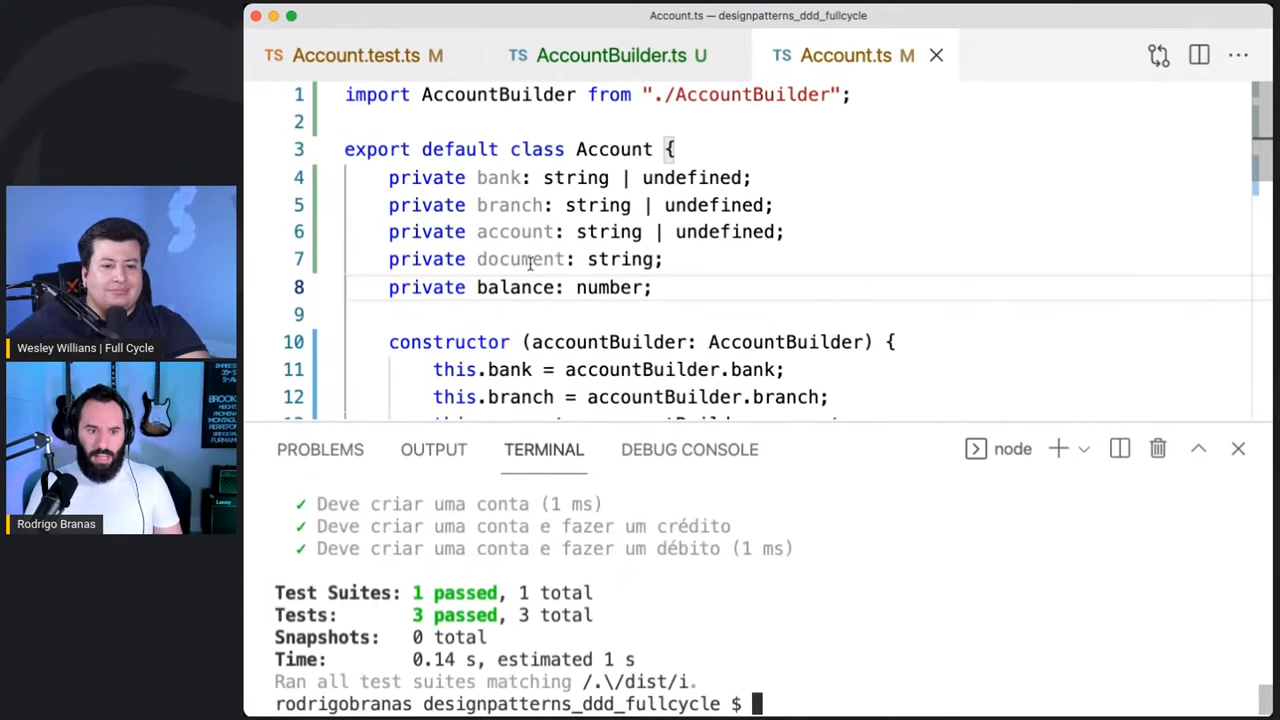 Account.ts — designpatterns_ddd_fullcycle
TS Account.test.ts M
TS AccountBuilder.ts U
TS Account.ts M
1 import AccountBuilder from "./AccountBuilder";
2
3 export default class Account {
4 private bank: string | undefined;
5 private branch: string | undefined;
6 private account: string | undefined;
7 private document: string;
8 private balance: number;
9
10 constructor (accountBuilder: AccountBuilder) {
11 this.bank = accountBuilder.bank;
12 this.branch = accountBuilder.branch;
PROBLEMS OUTPUT TERMINAL DEBUG CONSOLE node
✓ Deve criar uma conta (1 ms)
✓ Deve criar uma conta e fazer um crédito
✓ Deve criar uma conta e fazer um débito (1 ms)
Test Suites: 1 passed, 1 total
Tests: 3 passed, 3 total
Snapshots: 0 total
Time: 0.14 s, estimated 1 s
Ran all test suites matching /.\/dist/i.
rodrigobranas designpatterns_ddd_fullcycle $
Wesley Willians | Full Cycle
Rodrigo Branas